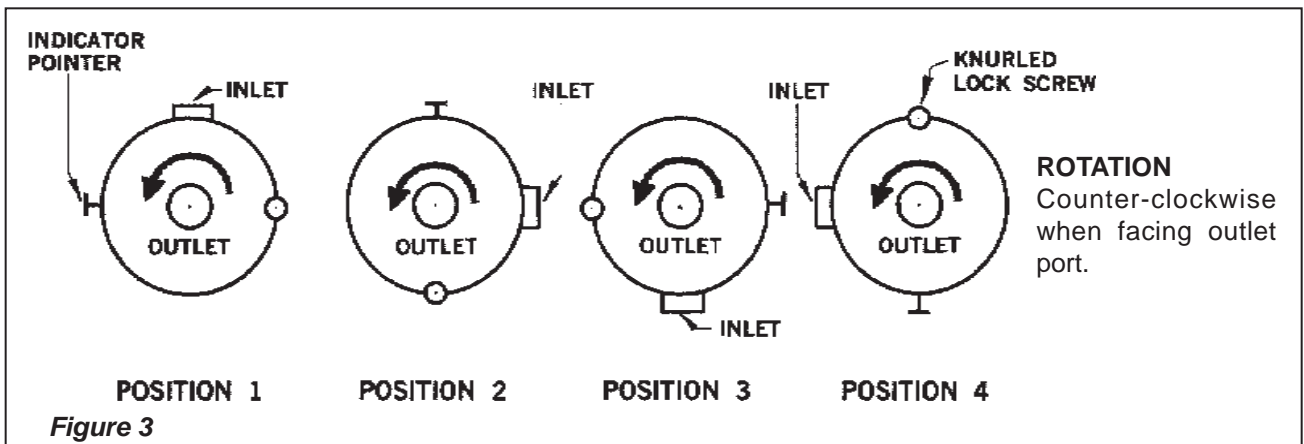 INDICATOR
POINTER
INLET
OUTLET
POSITION 1
INLET
OUTLET
POSITION 2
OUTLET
INLET
POSITION 3
INLET
KNURLED
LOCK SCREW
OUTLET
POSITION 4
ROTATION
Counter-clockwise
when facing outlet
port.
Figure 3